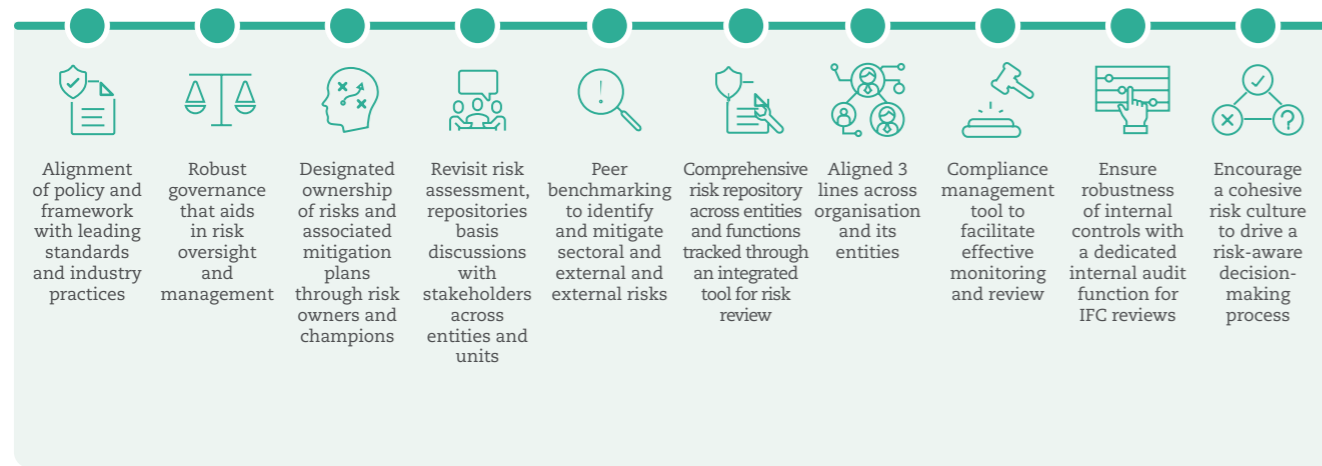 Alignment
of policy and
framework
with leading
standards
and industry
practices
Robust
governance
that aids
in risk
oversight
and
management
Designated
ownership
of risks and
associated
mitigation
plans
through risk
owners and
champions
Revisit risk
assessment,
repositories
basis
discussions
with
stakeholders
across
entities and
units
Peer
benchmarking
to identify
and mitigate
sectoral and
external and
external risks
Comprehensive
risk repository
across entities
and functions
tracked through
an integrated
tool for risk
review
Aligned 3
lines across
organisation
and its
entities
Compliance
management
tool to
facilitate
effective
monitoring
and review
Ensure
robustness
of internal
controls with
a dedicated
internal audit
function for
IFC reviews
Encourage
a cohesive
risk culture
to drive a
risk-aware
decision-
making
process